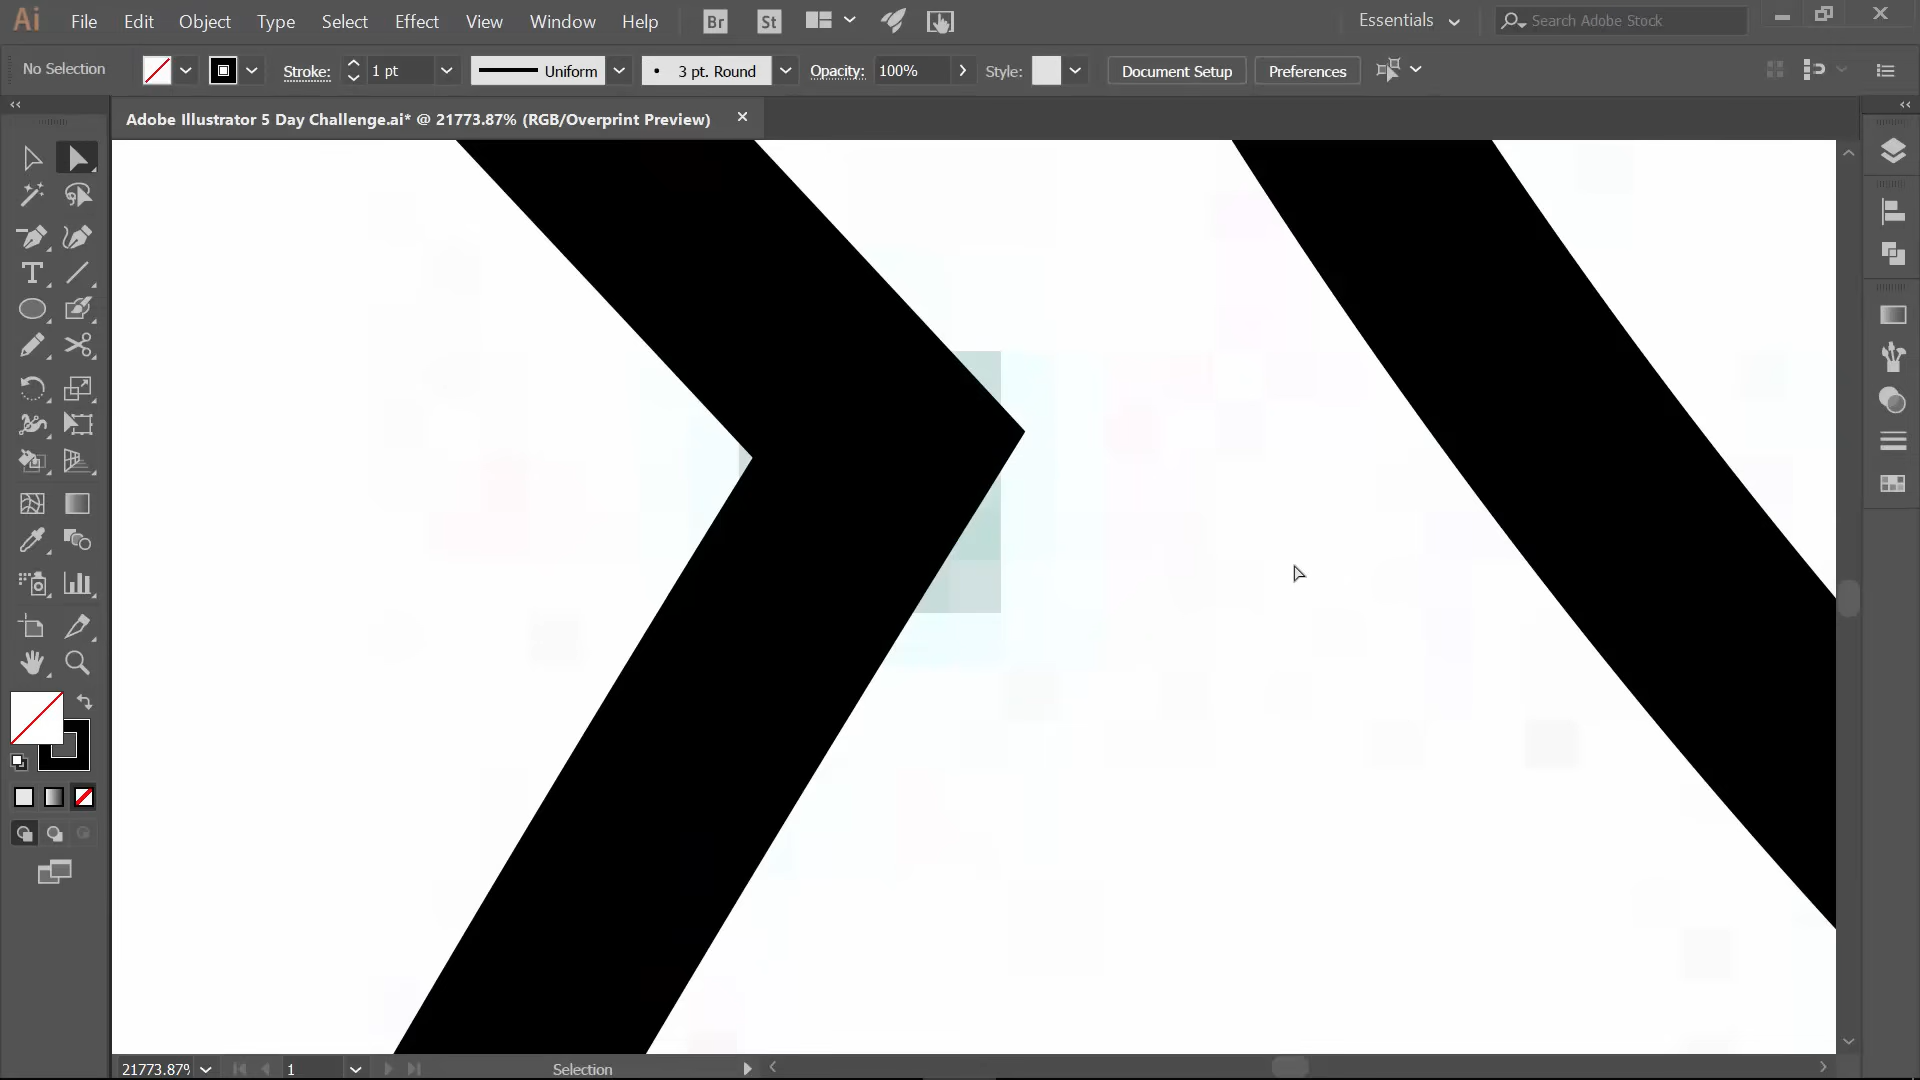 Ai File Edit Object Type Select Effect View Window Help Br St Essentials Search Adobe Stock
No Selection Stroke: 1 pt Uniform 3 pt. Round Opacity: 100% Style: Document Setup Preferences
Adobe Illustrator 5 Day Challenge.ai* @ 21773.87% (RGB/Overprint Preview)
21773.87% 1 Selection